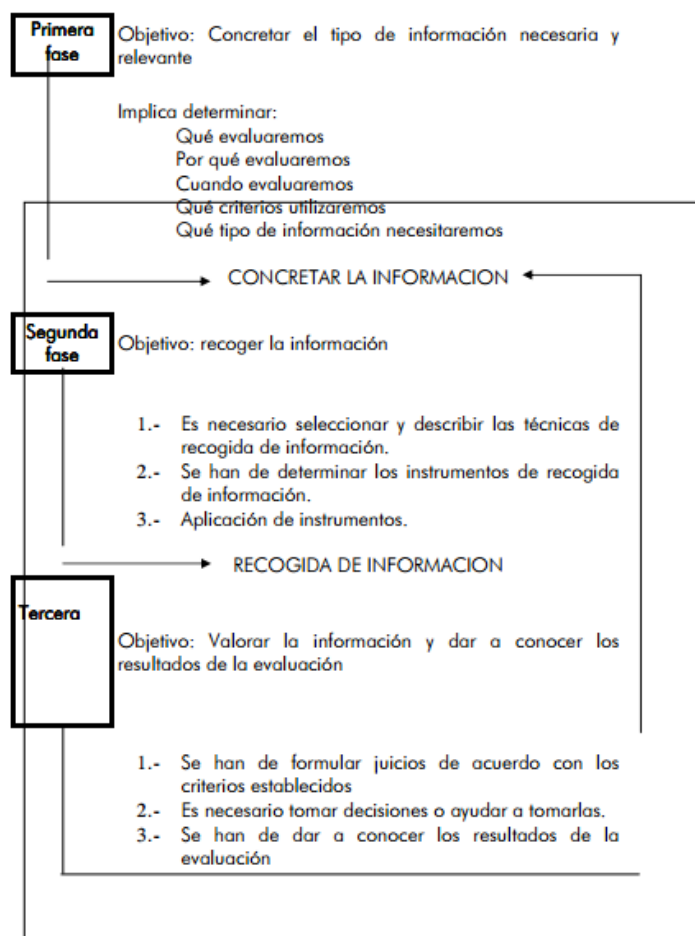 Primera
fase
Objetivo: Concretar el tipo de información necesaria y
relevante
Implica determinar:
Qué evaluaremos
Por qué evaluaremos
Cuando evaluaremos
Qué criterios utilizaremos
Qué tipo de información necesitaremos
CONCRETAR LA INFORMACION
Segunda
fase
Objetivo: recoger la información
1.- Es necesario seleccionar y describir las técnicas de
recogida de información.
2.- Se han de determinar los instrumentos de recogida
de información.
3.- Aplicación de instrumentos.
RECOGIDA DE INFORMACION
Tercera
Objetivo: Valorar la información y dar a conocer los
resultados de la evaluación
1.- Se han de formular juicios de acuerdo con los
criterios establecidos
2.- Es necesario tomar decisiones o ayudar a tomarlas.
3.- Se han de dar a conocer los resultados de la
evaluación